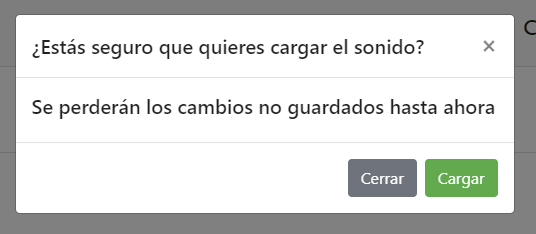 ¿Estás seguro que quieres cargar el sonido?
×
Se perderán los cambios no guardados hasta ahora
Cerrar Cargar